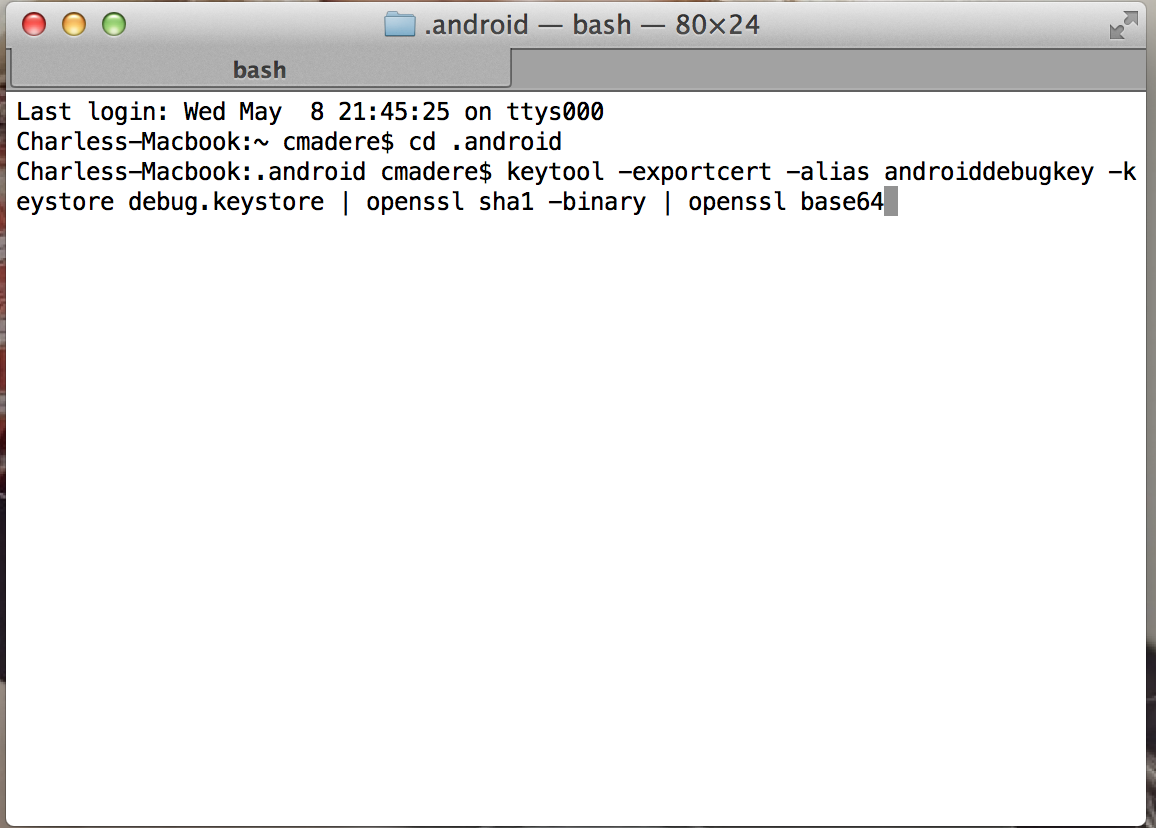 .android — bash — 80×24
bash
Last login: Wed May  8 21:45:25 on ttys000
Charless-Macbook:~ cmadere$ cd .android
Charless-Macbook:.android cmadere$ keytool -exportcert -alias androiddebugkey -k
eystore debug.keystore | openssl sha1 -binary | openssl base64